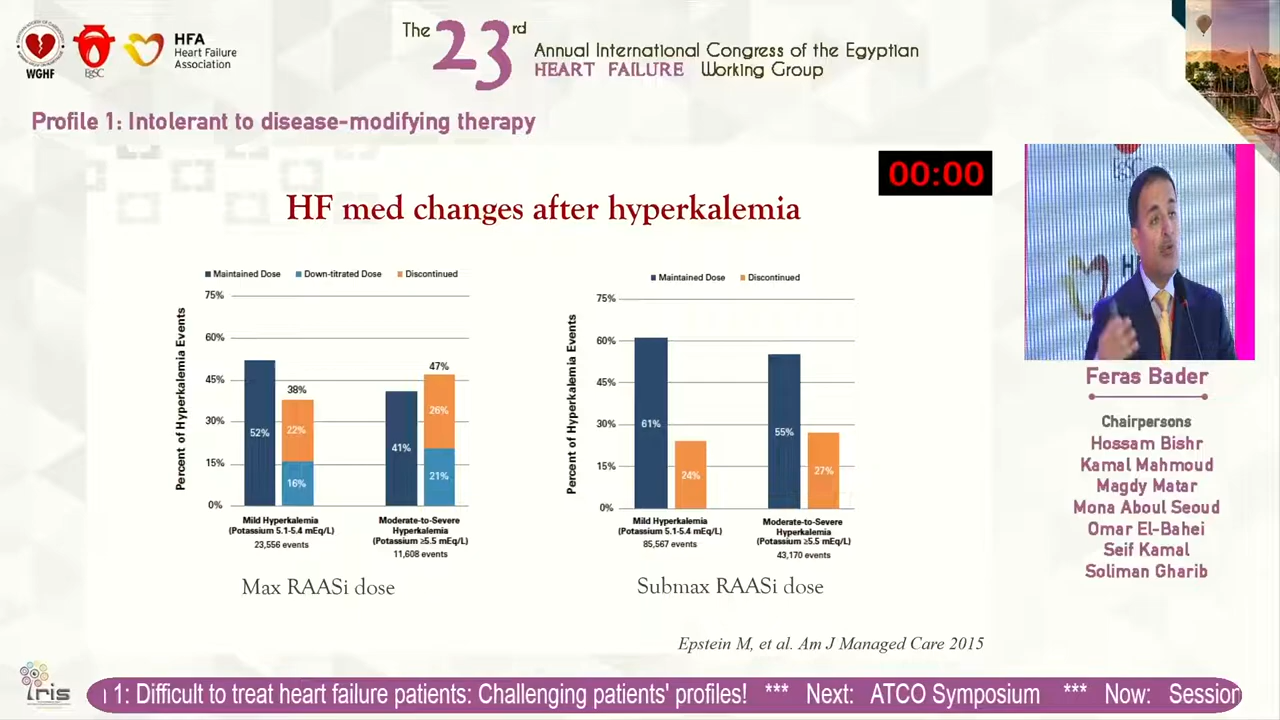 WGHF
EgSC
HFA
Heart Failure
Association
The 23rd
Annual International Congress of the Egyptian
HEART FAILURE Working Group
Profile 1: Intolerant to disease-modifying therapy
00:00
HF med changes after hyperkalemia
Maintained Dose Down-titrated Dose Discontinued
Percent of Hyperkalemia Events
75%
60%
45%
30%
15%
0%
52%
38%
22%
16%
41%
47%
26%
21%
Mild Hyperkalemia
(Potassium 5.1-5.4 mEq/L)
23,556 events
Moderate-to-Severe
Hyperkalemia
(Potassium ≥5.5 mEq/L)
11,608 events
Max RAASi dose
Maintained Dose Discontinued
Percent of Hyperkalemia Events
75%
60%
45%
30%
15%
0%
61%
24%
55%
27%
Mild Hyperkalemia
(Potassium 5.1-5.4 mEq/L)
85,567 events
Moderate-to-Severe
Hyperkalemia
(Potassium ≥5.5 mEq/L)
43,170 events
Submax RAASi dose
Epstein M, et al. Am J Managed Care 2015
Feras Bader
Chairpersons
Hossam Bishr
Kamal Mahmoud
Magdy Matar
Mona Aboul Seoud
Omar El-Bahei
Seif Kamal
Soliman Gharib
Iris
1: Difficult to treat heart failure patients: Challenging patients' profiles! *** Next: ATCO Symposium *** Now: Session